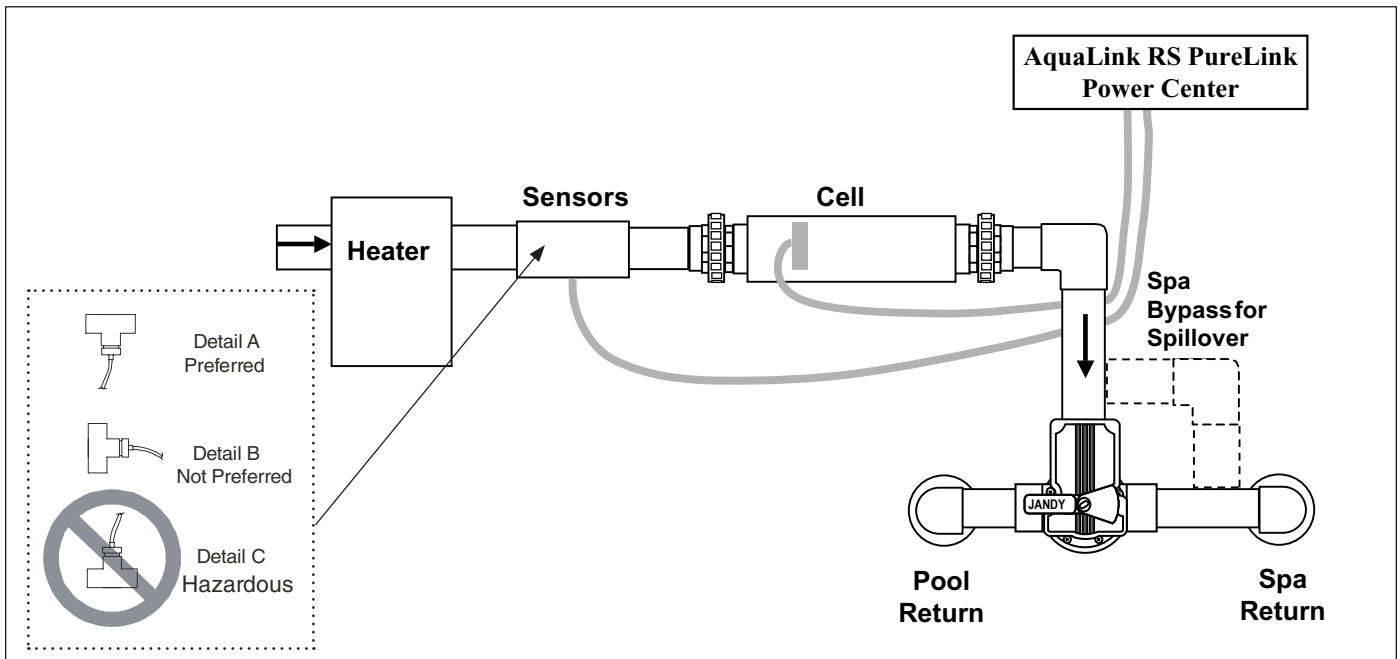 AquaLink RS PureLink
Power Center
Sensors
Cell
Heater
Spa
Bypass for
Spillover
Detail A
Preferred
Detail B
Not Preferred
Detail C
Hazardous
JANDY
Pool
Return
Spa
Return